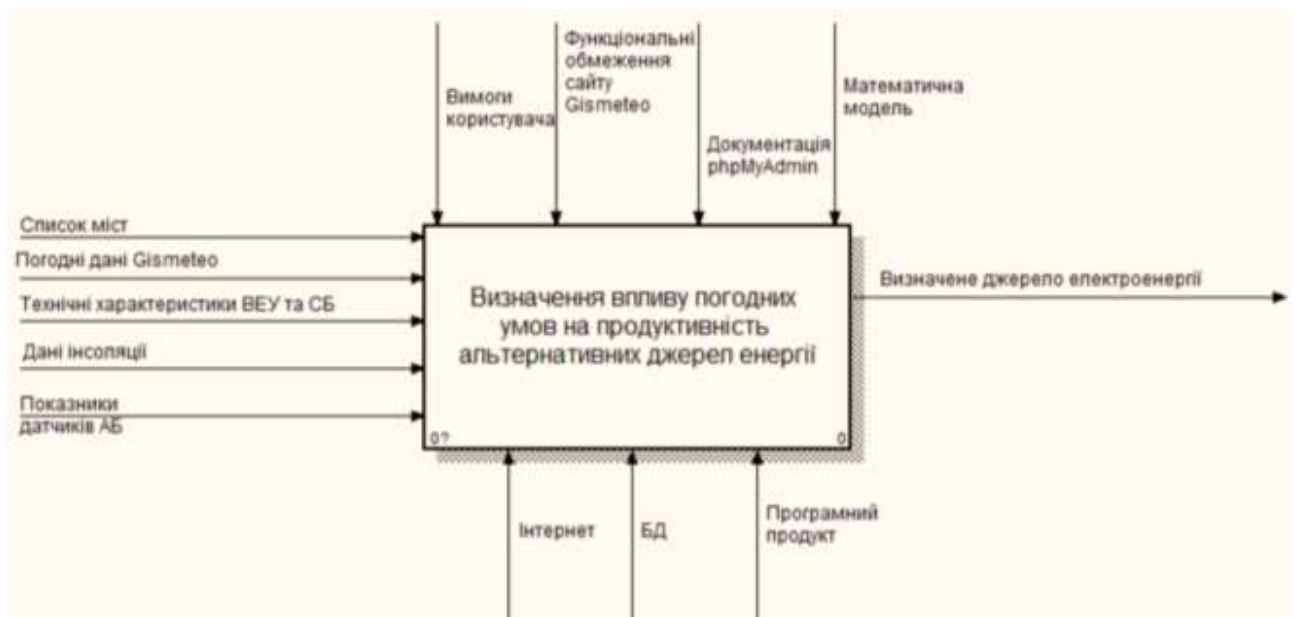 Вимоги
користувача
Функціональні
обмеження
сайту
Gismeteo
Документація
phpMyAdmin
Математична
модель
Список міст
Погодні дані Gismeteo
Технічні характеристики ВЕУ та СБ
Дані інсоляції
Показники
датчиків АБ
Визначення впливу погодних
умов на продуктивність
альтернативних джерел енергії
0?
0
Визначене джерело електроенергії
Інтернет
БД
Програмний
продукт